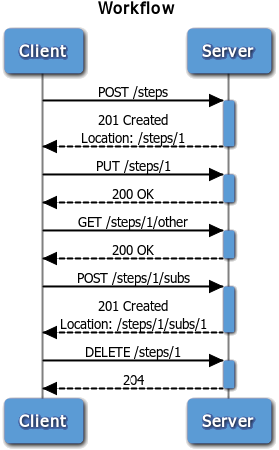 Workflow
Client Server
POST /steps
201 Created
Location: /steps/1
PUT /steps/1
200 OK
GET /steps/1/other
200 OK
POST /steps/1/subs
201 Created
Location: /steps/1/subs/1
DELETE /steps/1
204
Client Server